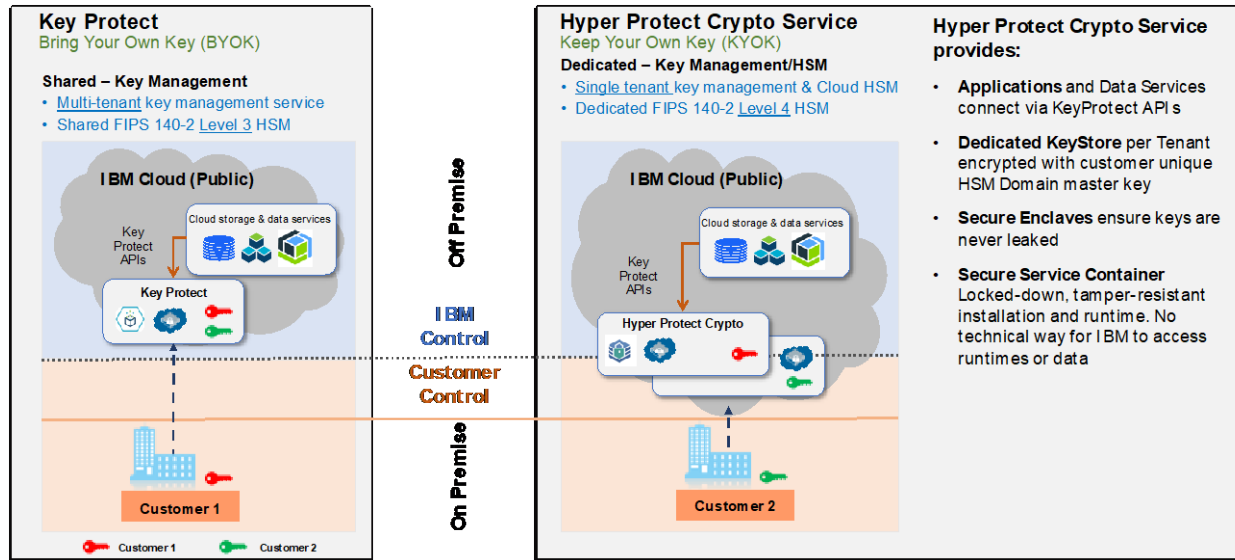 Key Protect
Bring Your Own Key (BYOK)
Shared – Key Management
• Multi-tenant key management service
• Shared FIPS 140-2 Level 3 HSM
IBM Cloud (Public)
Cloud storage & data services
Key
Protect
APIs
Key Protect
Customer 1
Customer 1
Customer 2
Off Premise
IBM
Control
Customer
Control
On Premise
Hyper Protect Crypto Service
Keep Your Own Key (KYOK)
Dedicated – Key Management/HSM
• Single tenant key management & Cloud HSM
• Dedicated FIPS 140-2 Level 4 HSM
IBM Cloud (Public)
Cloud storage & data services
Key
Protect
APIs
Hyper Protect Crypto
Customer 2
Hyper Protect Crypto Service
provides:
• Applications and Data Services
connect via KeyProtect APIs
• Dedicated KeyStore per Tenant
encrypted with customer unique
HSM Domain master key
• Secure Enclaves ensure keys are
never leaked
• Secure Service Container
Locked-down, tamper-resistant
installation and runtime. No
technical way for IBM to access
runtimes or data